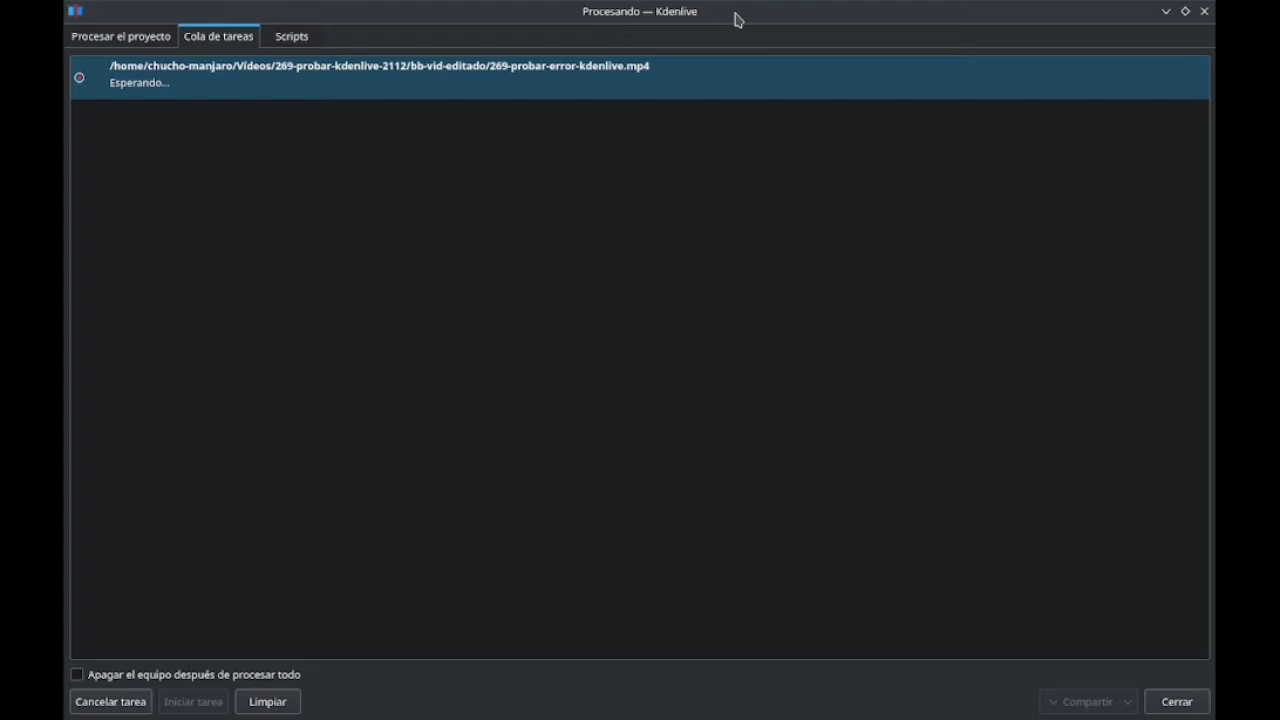 Procesando — Kdenlive
Procesar el proyecto
Cola de tareas
Scripts
/home/chucho-manjaro/Vídeos/269-probar-kdenlive-2112/bb-vid-editado/269-probar-error-kdenlive.mp4
Esperando...
Apagar el equipo después de procesar todo
Cancelar tarea
Iniciar tarea
Limpiar
Compartir
Cerrar